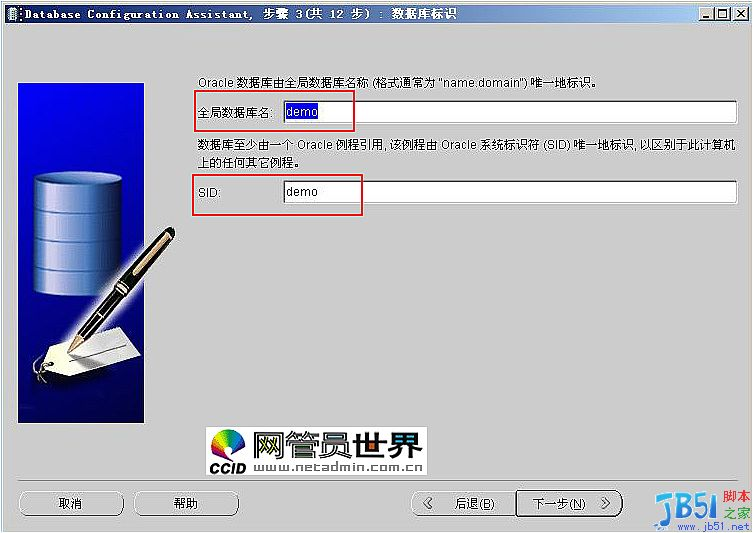 Database Configuration Assistant, 步骤 3(共 12 步) : 数据库标识
Oracle 数据库由全局数据库名称 (格式通常为 "name.domain") 唯一地标识。
全局数据库名: demo
数据库至少由一个 Oracle 例程引用, 该例程由 Oracle 系统标识符 (SID) 唯一地标识, 以区别于此计算机
上的任何其它例程。
SID: demo
CCID 网管员世界
www.netadmin.com.cn
取消 帮助 后退(B) 下一步(N)
JB51 脚本
之家
www.jb51.net